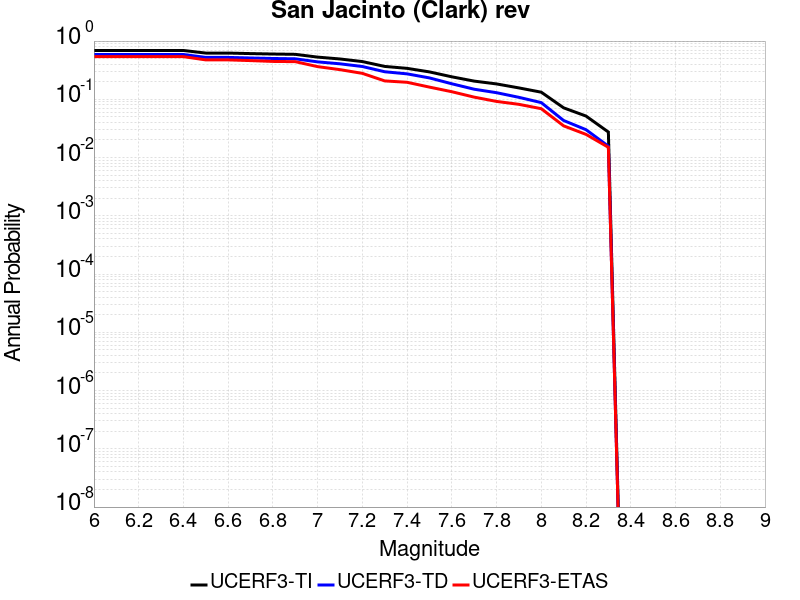 San Jacinto (Clark) rev
10^0
10^-1
10^-2
10^-3
10^-4
10^-5
10^-6
10^-7
10^-8
Annual Probability
6 6.2 6.4 6.6 6.8 7 7.2 7.4 7.6 7.8 8 8.2 8.4 8.6 8.8 9
Magnitude
UCERF3-TI UCERF3-TD UCERF3-ETAS